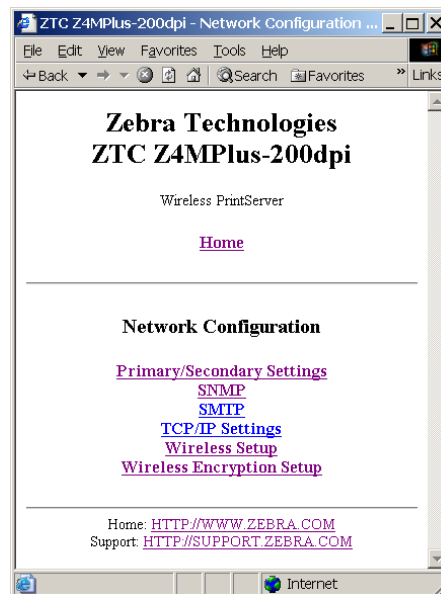 ZTC Z4MPlus-200dpi - Network Configuration ...
File Edit View Favorites Tools Help
Back Search Favorites » Links
Zebra Technologies
ZTC Z4MPlus-200dpi
Wireless PrintServer
Home
Network Configuration
Primary/Secondary Settings
SNMP
SMTP
TCP/IP Settings
Wireless Setup
Wireless Encryption Setup
Home: HTTP://WWW.ZEBRA.COM
Support: HTTP://SUPPORT.ZEBRA.COM
Internet